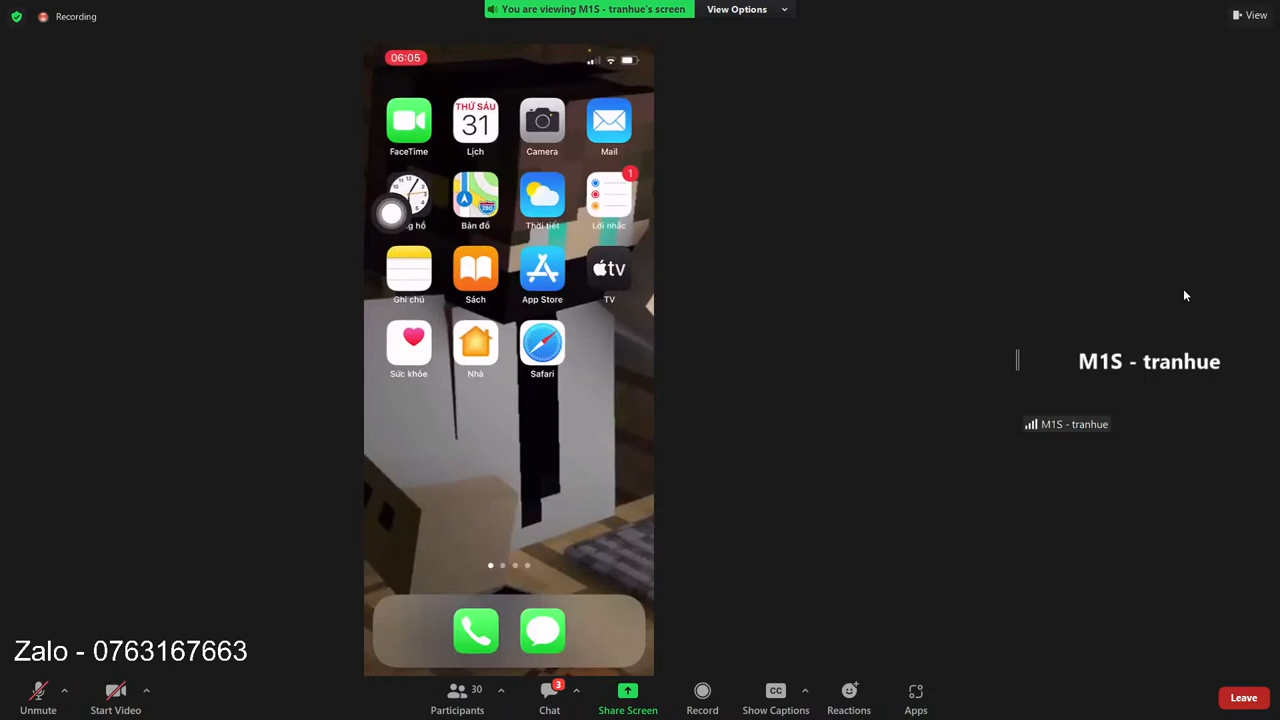 Recording
You are viewing M1S - tranhue's screen
View Options
View
06:05
THỨ SÁU
31
FaceTime
Lịch
Camera
Mail
1
280
g hồ
Bản đồ
Thời tiết
Lời nhắc
tv
Ghi chú
Sách
App Store
TV
Sức khỏe
Nhà
Safari
M1S - tranhue
M1S - tranhue
Zalo - 0763167663
Unmute
Start Video
30
Participants
3
Chat
Share Screen
Record
CC
Show Captions
Reactions
Apps
Leave